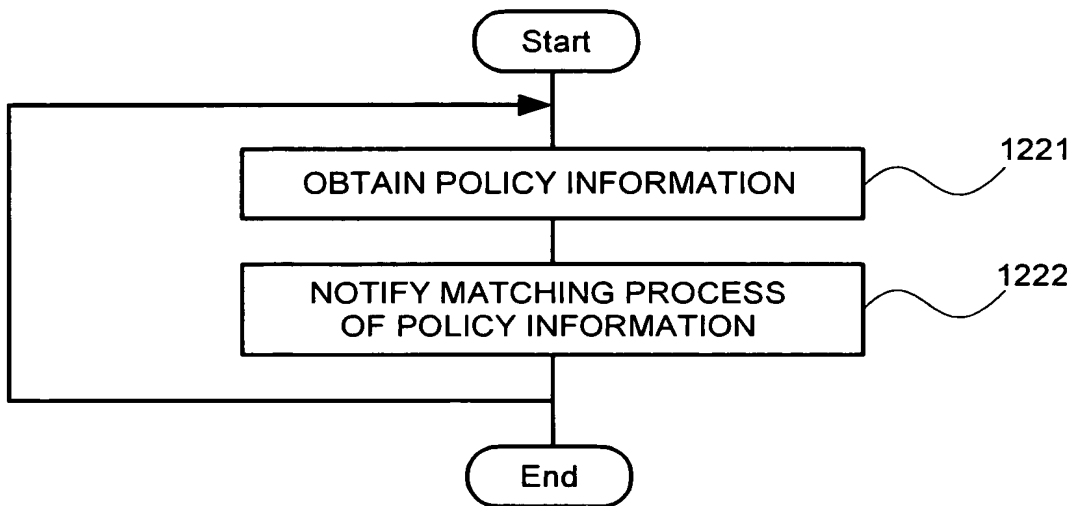 Start
OBTAIN POLICY INFORMATION
1221
NOTIFY MATCHING PROCESS
OF POLICY INFORMATION
1222
End